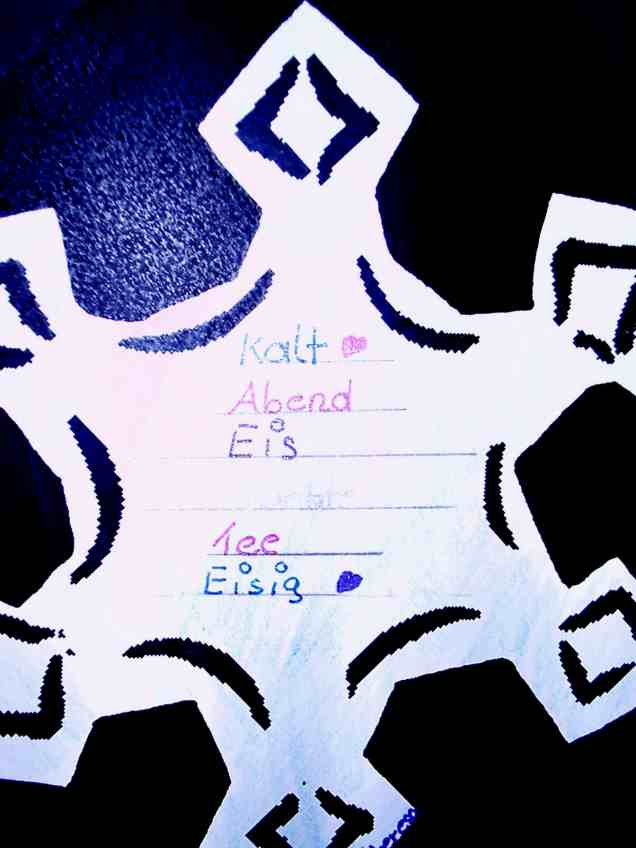 Kalt
Abend
Eis
Tee
Eisig